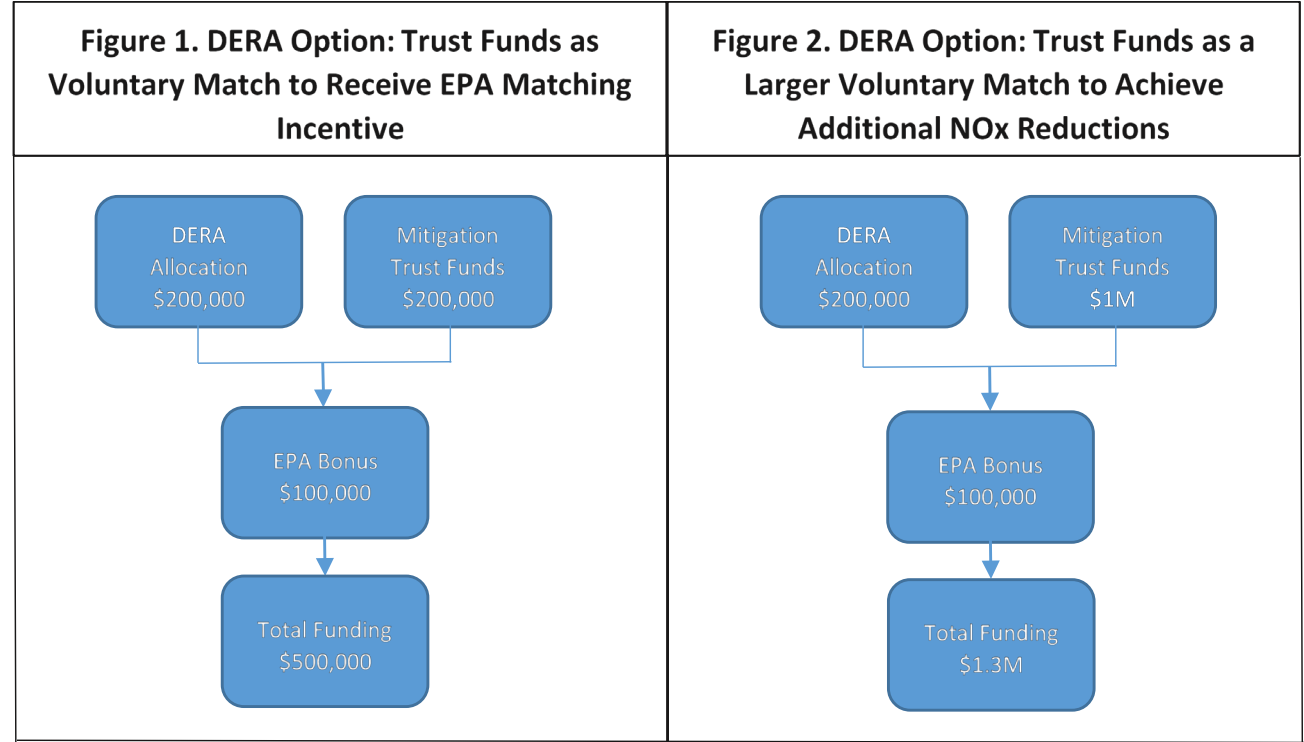 Figure 1. DERA Option: Trust Funds as
Voluntary Match to Receive EPA Matching
Incentive
Figure 2. DERA Option: Trust Funds as a
Larger Voluntary Match to Achieve
Additional NOx Reductions
DERA
Allocation
$200,000
Mitigation
Trust Funds
$200,000
EPA Bonus
$100,000
Total Funding
$500,000
DERA
Allocation
$200,000
Mitigation
Trust Funds
$1M
EPA Bonus
$100,000
Total Funding
$1.3M